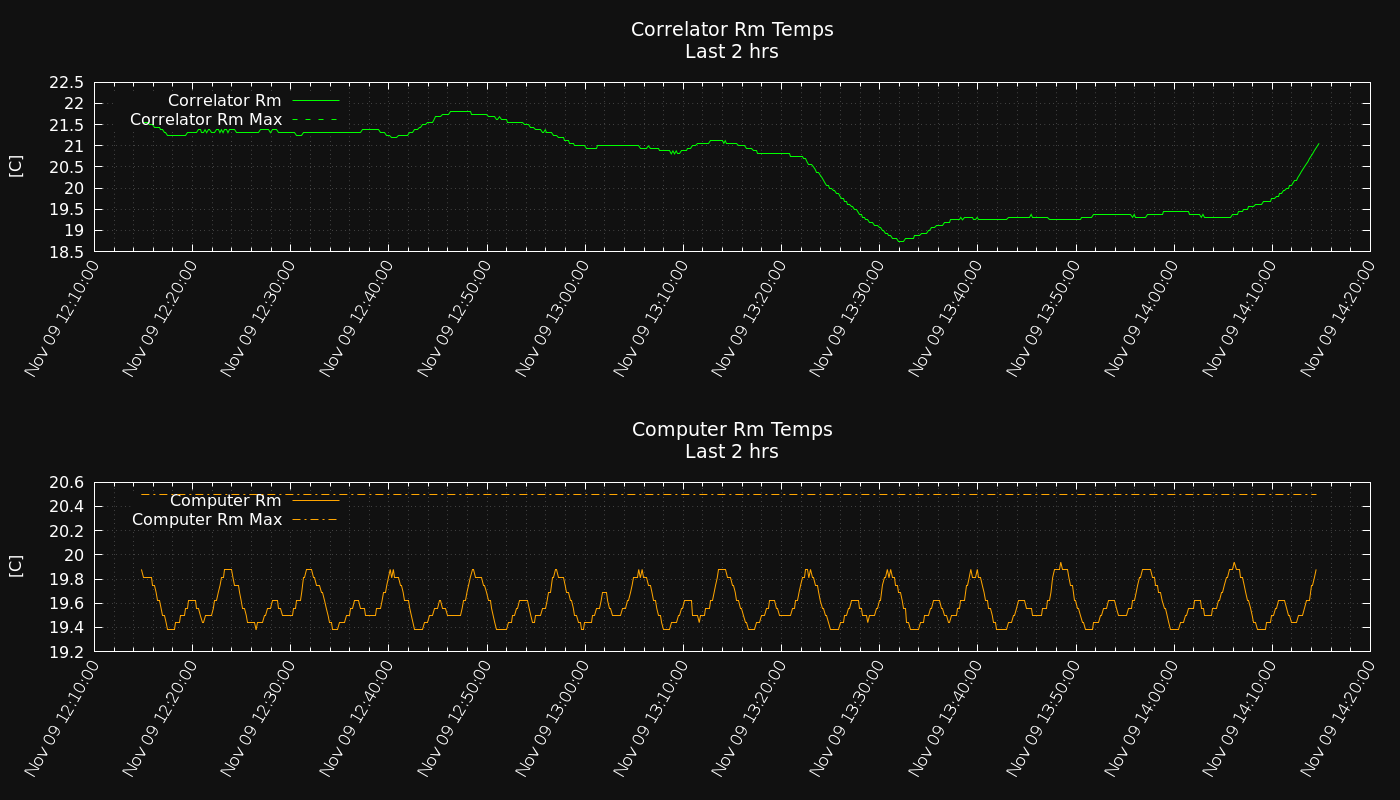 Correlator Rm Temps
Last 2 hrs
22.5
22
21.5
21
20.5
20
19.5
19
18.5
[C]
Correlator Rm
Correlator Rm Max
Nov 09 12:10:00
Nov 09 12:20:00
Nov 09 12:30:00
Nov 09 12:40:00
Nov 09 12:50:00
Nov 09 13:00:00
Nov 09 13:10:00
Nov 09 13:20:00
Nov 09 13:30:00
Nov 09 13:40:00
Nov 09 13:50:00
Nov 09 14:00:00
Nov 09 14:10:00
Nov 09 14:20:00
Computer Rm Temps
Last 2 hrs
20.6
20.4
20.2
20
19.8
19.6
19.4
19.2
[C]
Computer Rm
Computer Rm Max
Nov 09 12:10:00
Nov 09 12:20:00
Nov 09 12:30:00
Nov 09 12:40:00
Nov 09 12:50:00
Nov 09 13:00:00
Nov 09 13:10:00
Nov 09 13:20:00
Nov 09 13:30:00
Nov 09 13:40:00
Nov 09 13:50:00
Nov 09 14:00:00
Nov 09 14:10:00
Nov 09 14:20:00